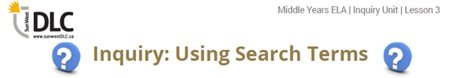 Middle Years ELA | Inquiry Unit | Lesson 3
Sun West
DLC
www.sunwestDLC.ca
Inquiry: Using Search Terms